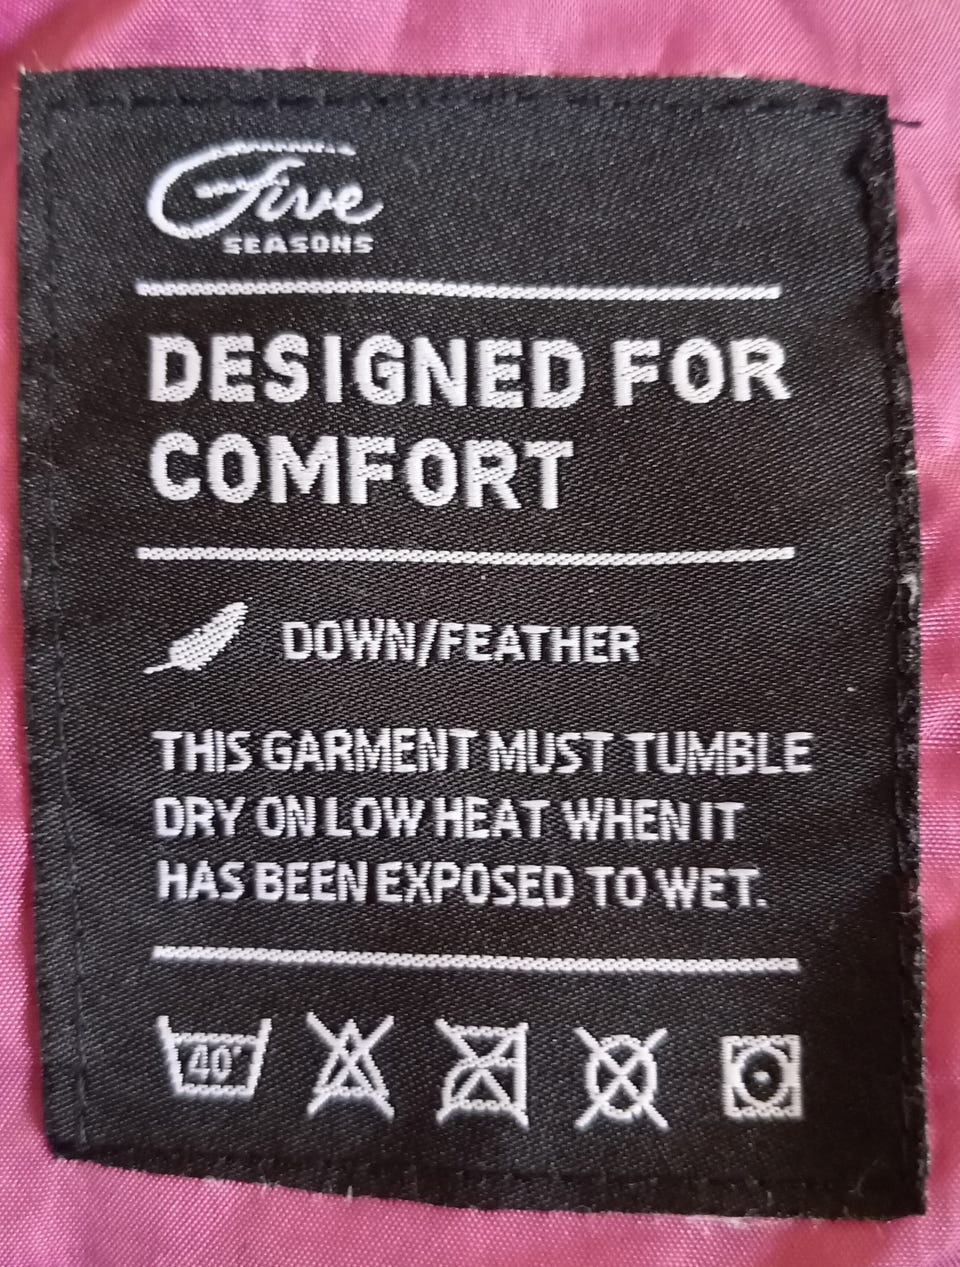 Five
SEASONS
DESIGNED FOR
COMFORT
DOWN/FEATHER
THIS GARMENT MUST TUMBLE
DRY ON LOW HEAT WHEN IT
HAS BEEN EXPOSED TO WET.
40°